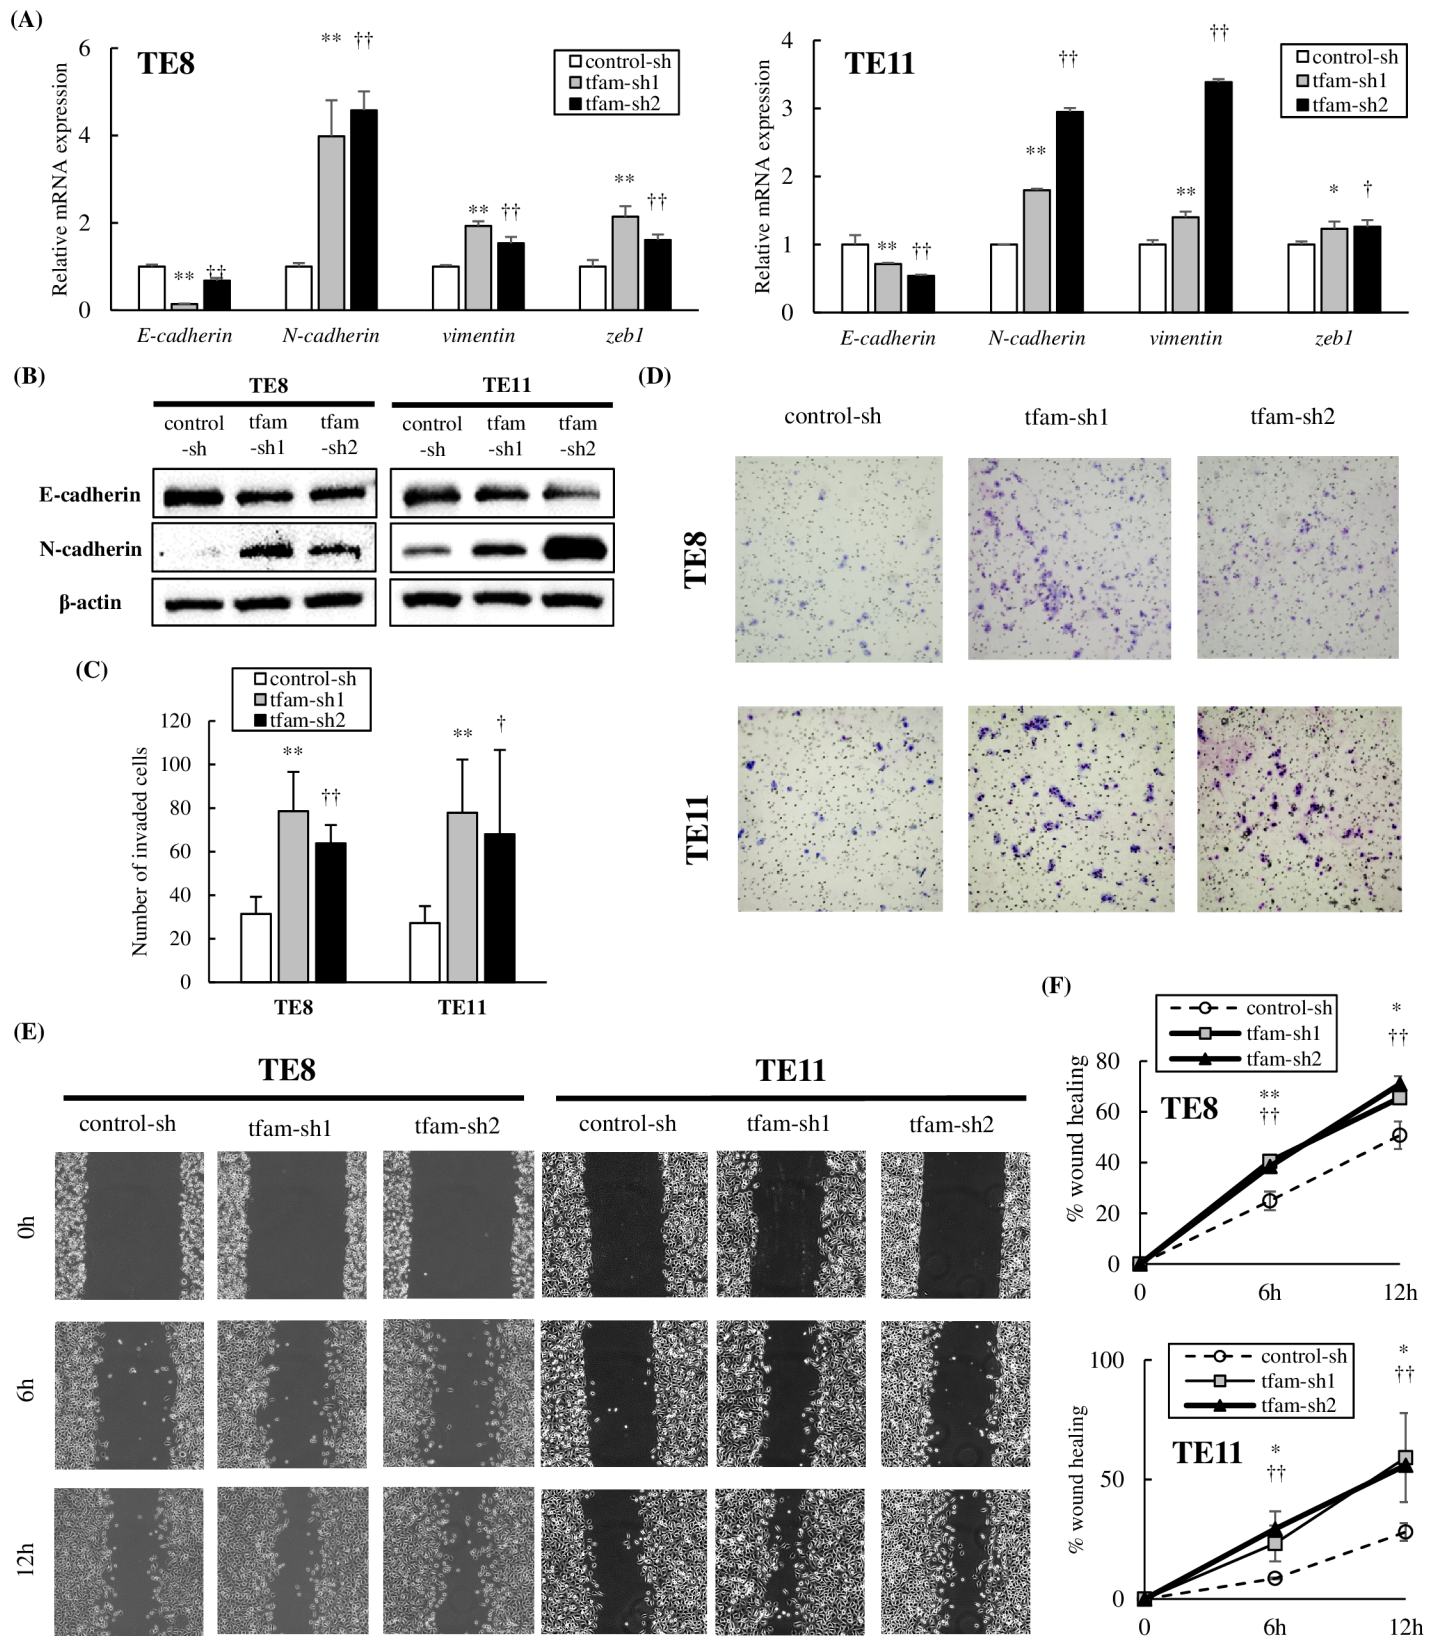 (A)
TE8
control-sh
tfam-sh1
tfam-sh2
Relative mRNA expression
6
4
2
0
** ††
** ††
** ††
** ††
E-cadherin N-cadherin vimentin zeb1
TE11
control-sh
tfam-sh1
tfam-sh2
Relative mRNA expression
4
3
2
1
0
** ††
** ††
** ††
* †
E-cadherin N-cadherin vimentin zeb1
(B)
TE8 TE11
control -sh tfam -sh1 tfam -sh2 control -sh tfam -sh1 tfam -sh2
E-cadherin
N-cadherin
β-actin
(C)
control-sh
tfam-sh1
tfam-sh2
Number of invaded cells
120
100
80
60
40
20
0
** ††
** †
TE8 TE11
(D)
control-sh tfam-sh1 tfam-sh2
TE8
TE11
(E)
TE8 TE11
control-sh tfam-sh1 tfam-sh2 control-sh tfam-sh1 tfam-sh2
0h
6h
12h
(F)
control-sh
tfam-sh1
tfam-sh2
TE8
% wound healing
80
60
40
20
0
**
††
*
††
0 6h 12h
control-sh
tfam-sh1
tfam-sh2
TE11
% wound healing
100
50
0
*
††
*
††
0 6h 12h